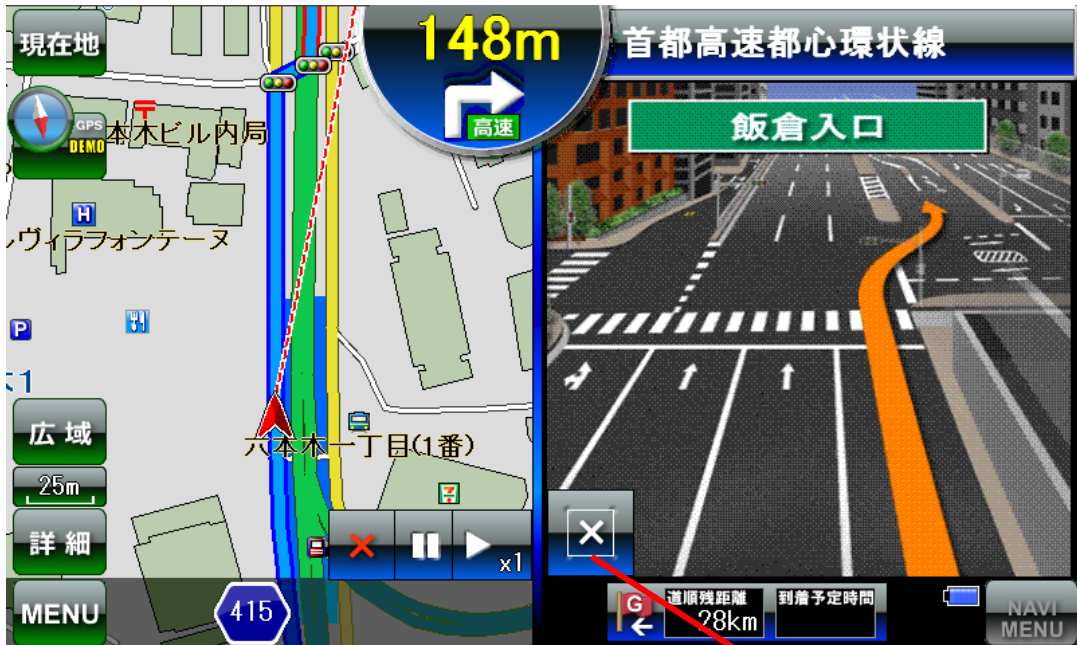 現在地
148m
高速
首都高速都心環状線
飯倉入口
GPS
DEMO
本木ビル内局
H
ルヴィラフォンテーヌ
P
木1
広域
25m
六本木一丁目(1番)
詳細
x1
MENU
415
G
道順残距離
28km
到着予定時間
NAVI
MENU